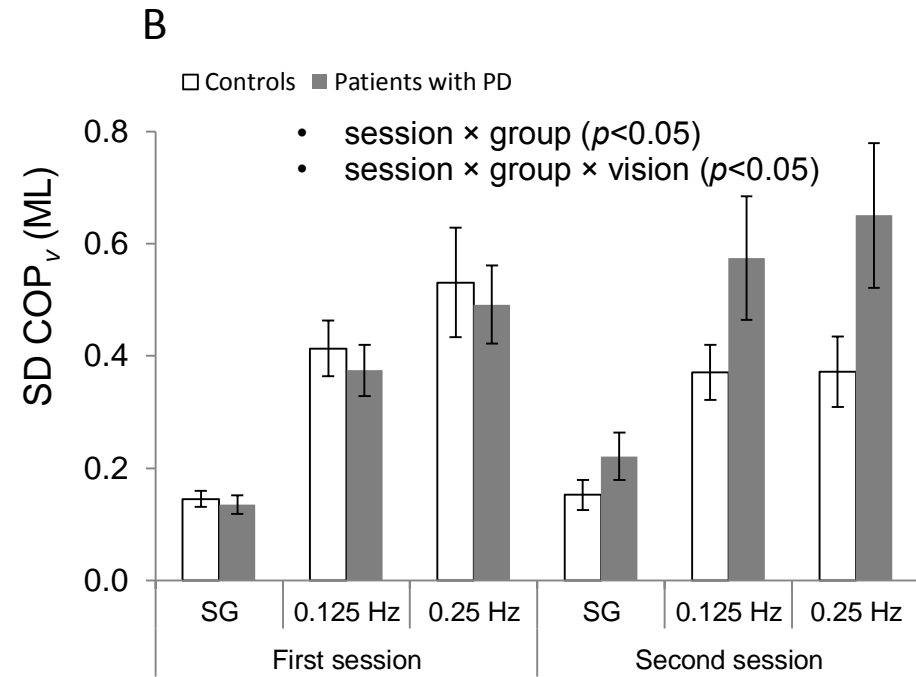 B
Controls Patients with PD
• session × group (p<0.05)
• session × group × vision (p<0.05)
SD COPv (ML)
0.8
0.6
0.4
0.2
0.0
SG 0.125 Hz 0.25 Hz SG 0.125 Hz 0.25 Hz
First session Second session